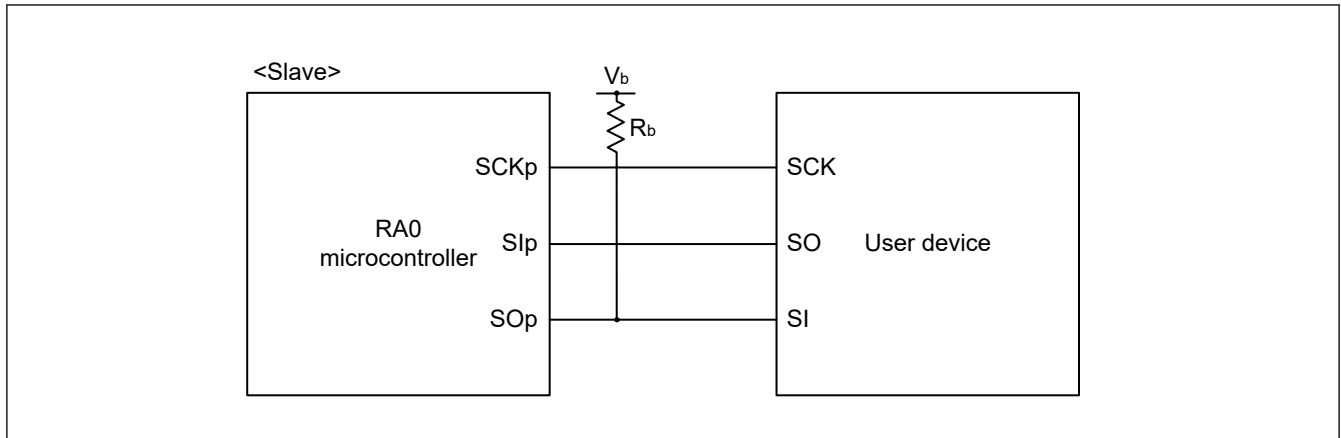 <Slave>
Vb
Rb
SCKp
SCK
RA0
microcontroller
SIp
SO
User device
SOp
SI